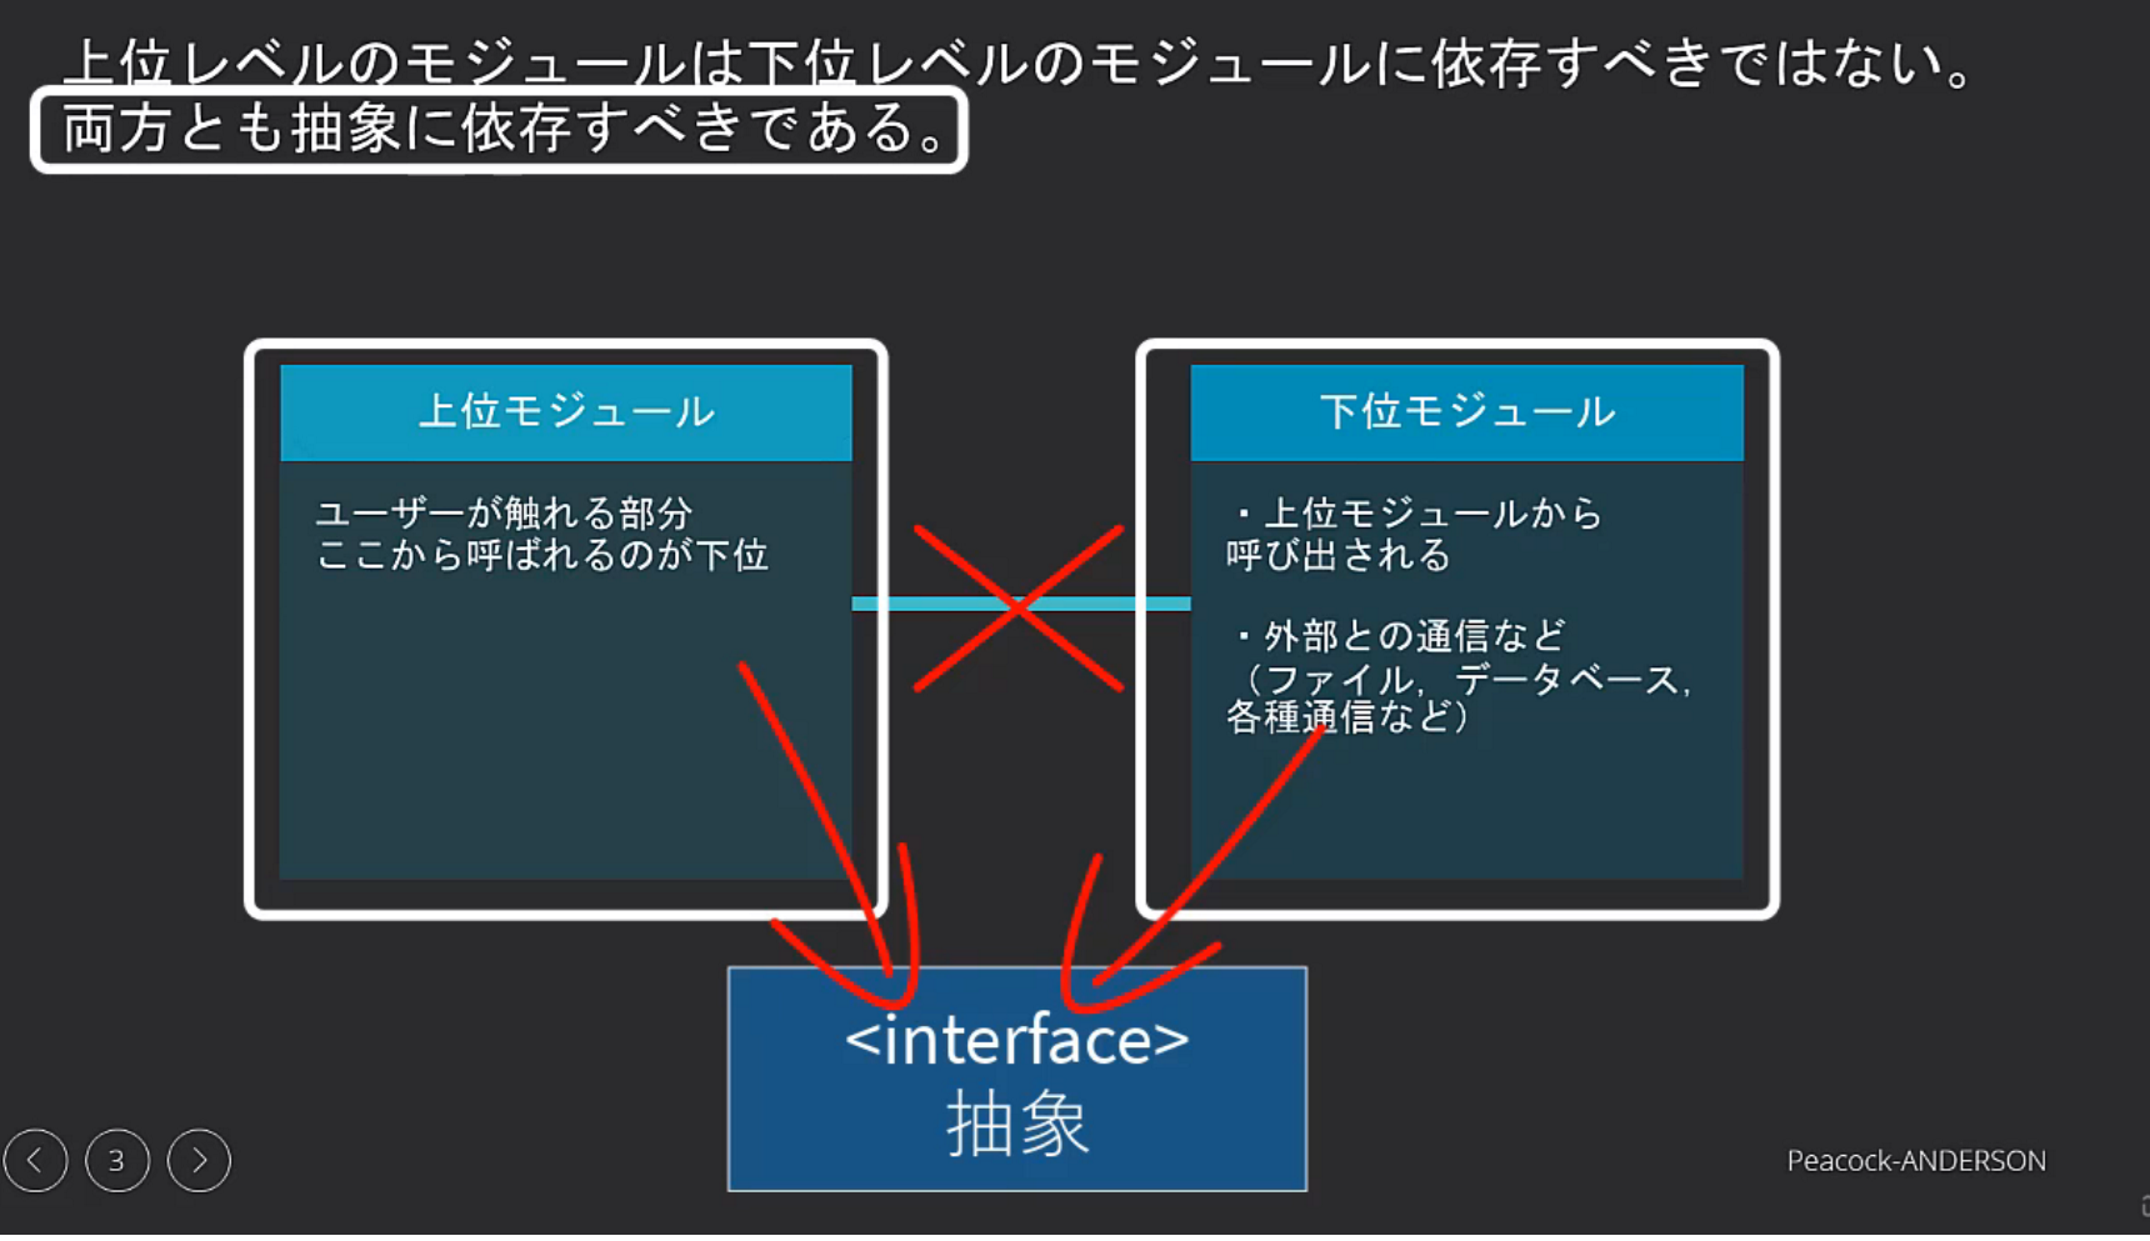 上位レベルのモジュールは下位レベルのモジュールに依存すべきではない。
両方とも抽象に依存すべきである。
上位モジュール
ユーザーが触れる部分
ここから呼ばれるのが下位
下位モジュール
・上位モジュールから
呼び出される
・外部との通信など
（ファイル，データベース，
各種通信など）
<interface>
抽象
3
Peacock-ANDERSON